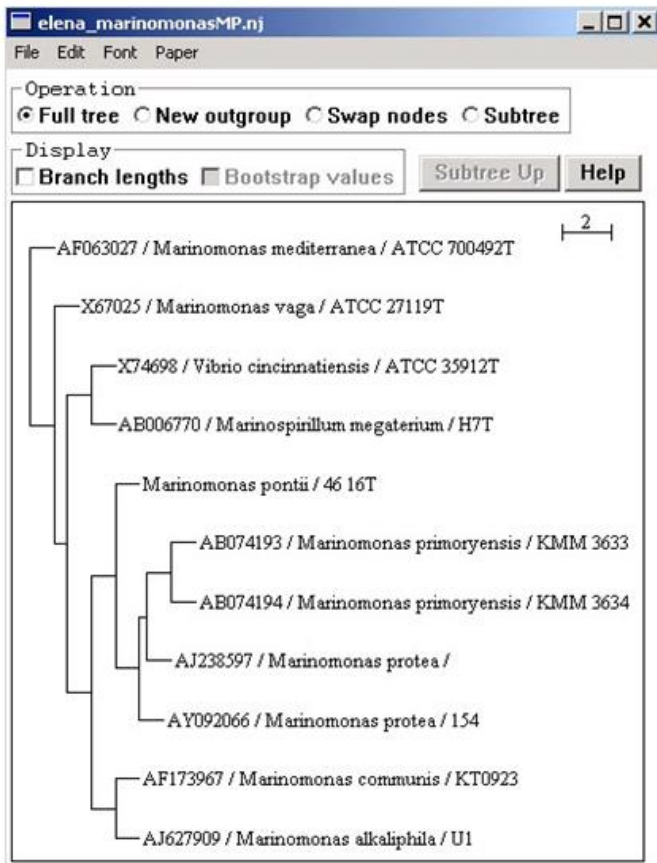 elena_marinomonasMP.nj
File Edit Font Paper
Operation
Full tree New outgroup Swap nodes Subtree
Display
Branch lengths Bootstrap values Subtree Up Help
2
AF063027 / Marinomonas mediterranea / ATCC 700492T
X67025 / Marinomonas vaga / ATCC 27119T
X74698 / Vibrio cincinnatiensis / ATCC 35912T
AB006770 / Marinospirillum megaterium / H7T
Marinomonas pontii / 46 16T
AB074193 / Marinomonas primoryensis / KMM 3633
AB074194 / Marinomonas primoryensis / KMM 3634
AJ238597 / Marinomonas protea /
AY092066 / Marinomonas protea / 154
AF173967 / Marinomonas communis / KT0923
AJ627909 / Marinomonas alkaliphila / U1